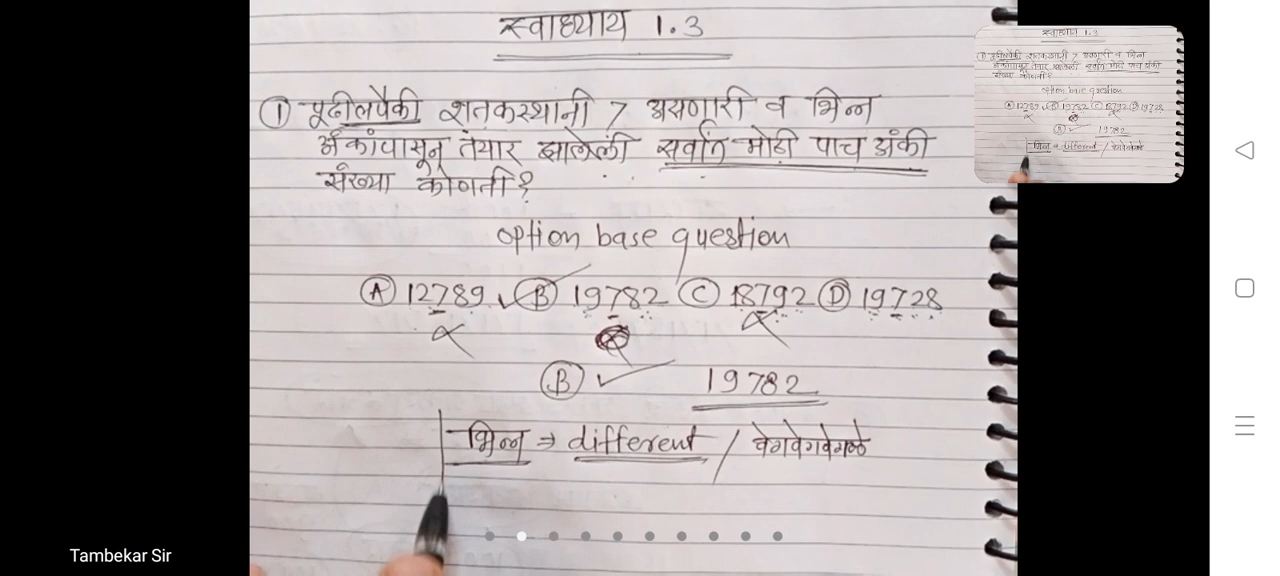 स्वाध्याय 1.3
① पूढीलपैकी शतकस्थानी 7 असणारी व भिन्न
अंकांपासून तयार झालेली सर्वात मोठी पाच अंकी
संख्या कोणती?
option base question
Ⓐ 12789 Ⓑ 19782 Ⓒ 18792 Ⓓ 19728
Ⓑ ✓ 19782
भिन्न ⇒ different / वेगवेगवेगळे
Tambekar Sir